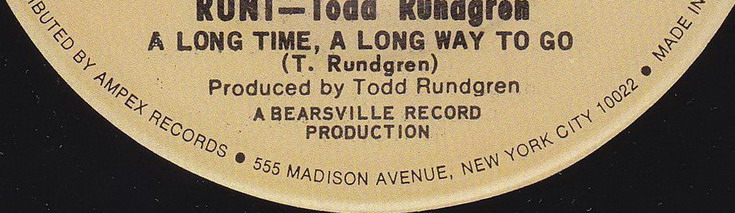 RUNT—Todd Rundgren
A LONG TIME, A LONG WAY TO GO
(T. Rundgren)
Produced by Todd Rundgren
A BEARSVILLE RECORD
PRODUCTION
BY AMPEX RECORDS • 555 MADISON AVENUE, NEW YORK CITY 10022 • MADE IN